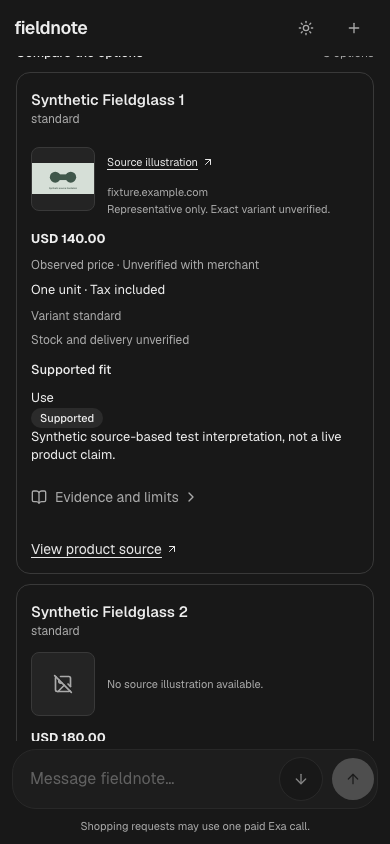 fieldnote
Compare the options
Synthetic Fieldglass 1
standard
Source illustration
fixture.example.com
Representative only. Exact variant unverified.
USD 140.00
Observed price · Unverified with merchant
One unit · Tax included
Variant standard
Stock and delivery unverified
Supported fit
Use
Supported
Synthetic source-based test interpretation, not a live
product claim.
Evidence and limits
View product source
Synthetic Fieldglass 2
standard
No source illustration available.
USD 180.00
Message fieldnote...
Shopping requests may use one paid Exa call.